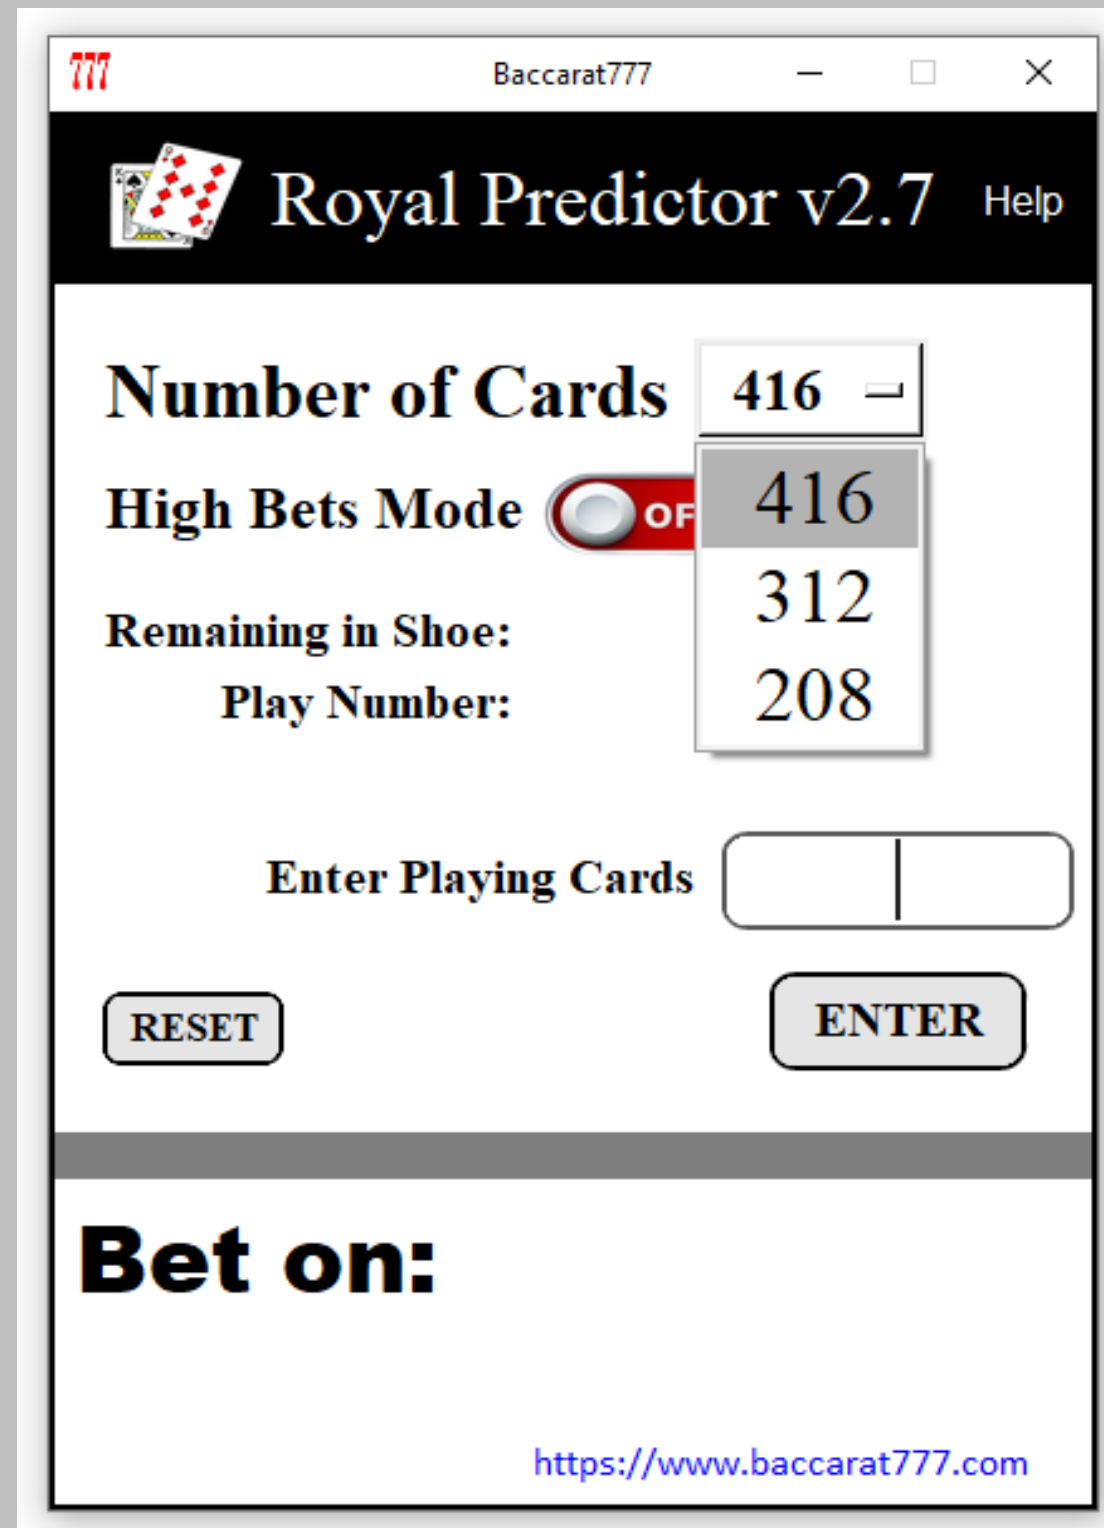 777 Baccarat777
Royal Predictor v2.7 Help
Number of Cards 416
416
High Bets Mode OF
312
Remaining in Shoe:
208
Play Number:
Enter Playing Cards
RESET ENTER
Bet on:
https://www.baccarat777.com